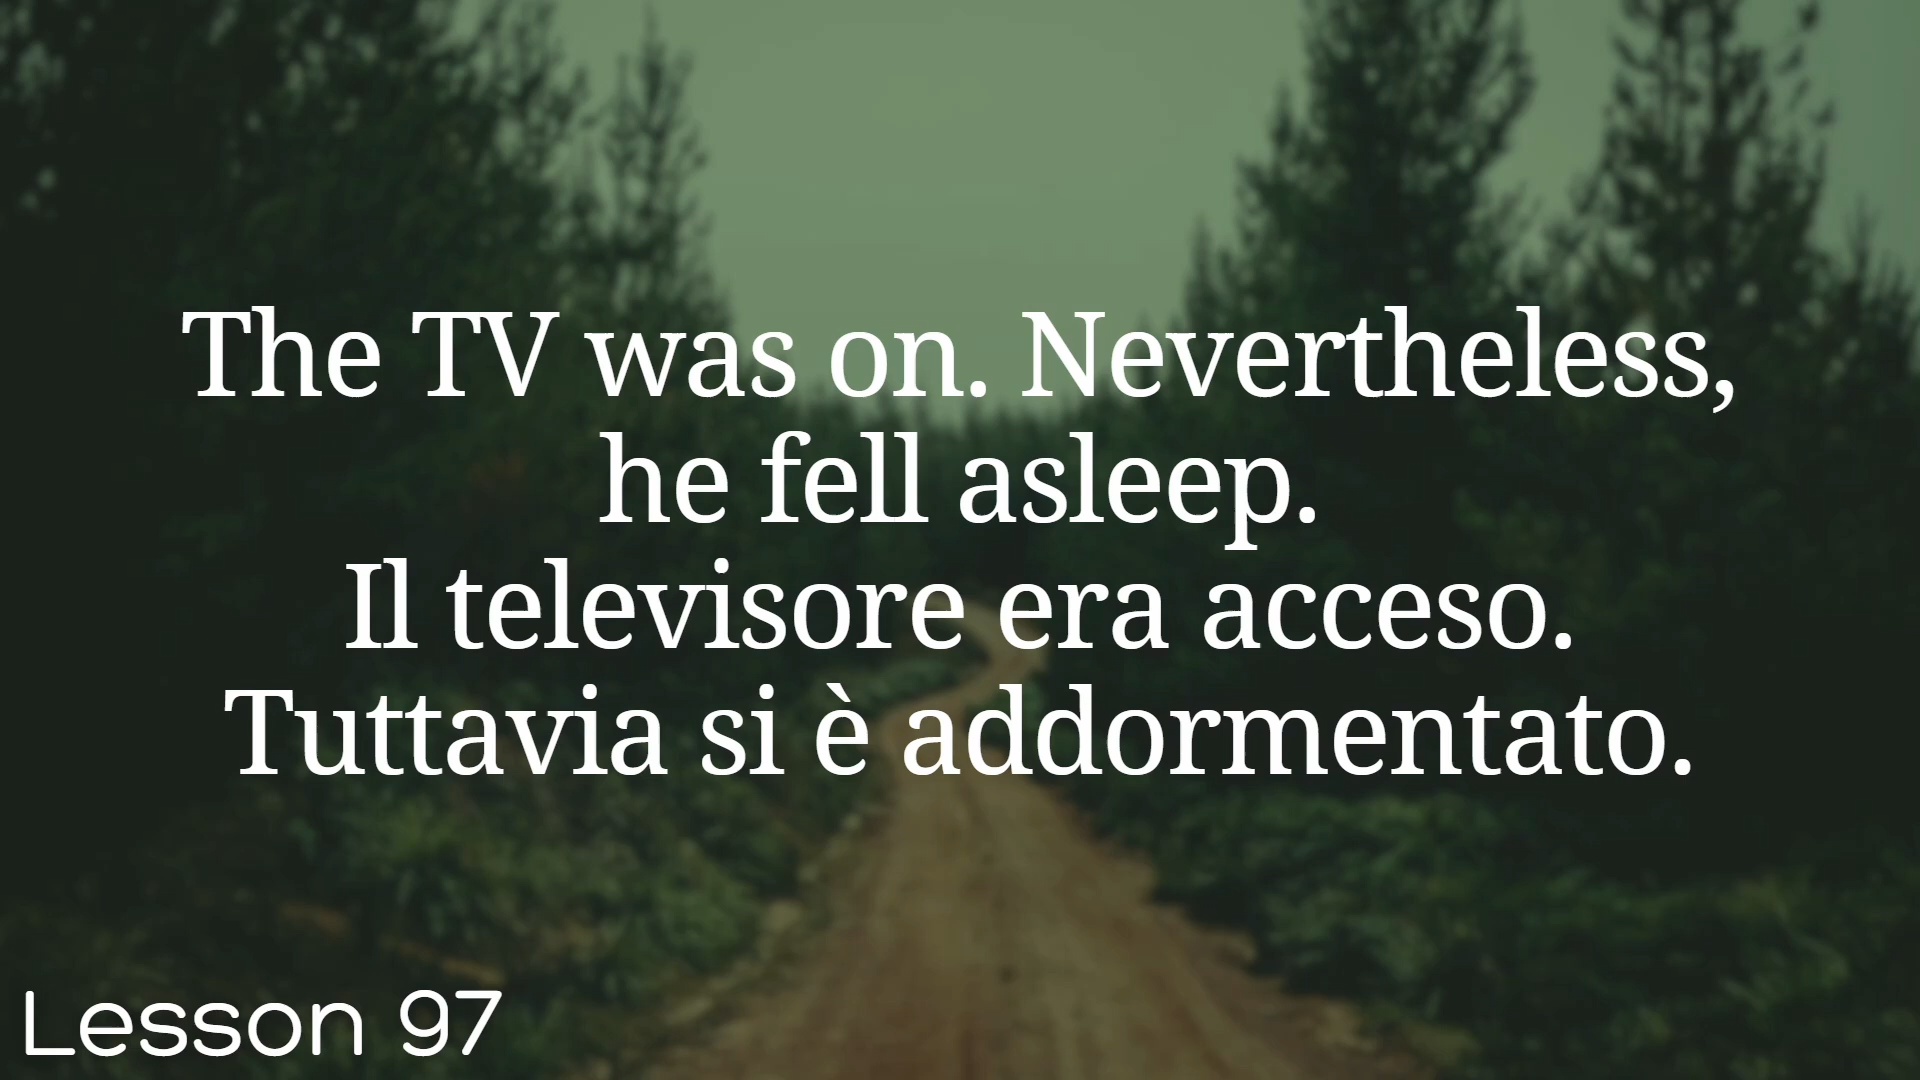 The TV was on. Nevertheless,
he fell asleep.
Il televisore era acceso.
Tuttavia si è addormentato.
Lesson 97